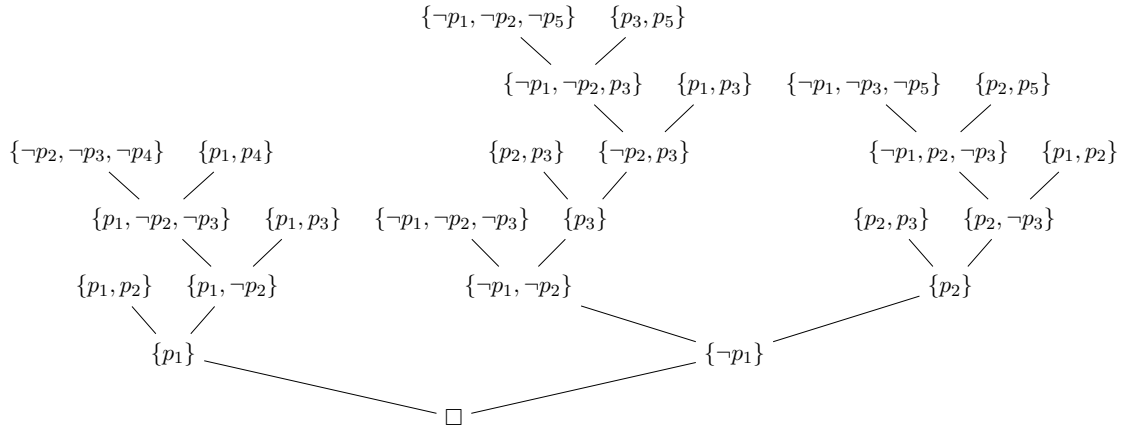 {¬p₁, ¬p₂, ¬p₅} {p₃, p₅}
{¬p₁, ¬p₂, p₃} {p₁, p₃} {¬p₁, ¬p₃, ¬p₅} {p₂, p₅}
{¬p₂, ¬p₃, ¬p₄} {p₁, p₄} {p₂, p₃} {¬p₂, p₃} {¬p₁, p₂, ¬p₃} {p₁, p₂}
{p₁, ¬p₂, ¬p₃} {p₁, p₃} {¬p₁, ¬p₂, ¬p₃} {p₃} {p₂, p₃} {p₂, ¬p₃}
{p₁, p₂} {p₁, ¬p₂} {¬p₁, ¬p₂} {p₂}
{p₁} {¬p₁}
□